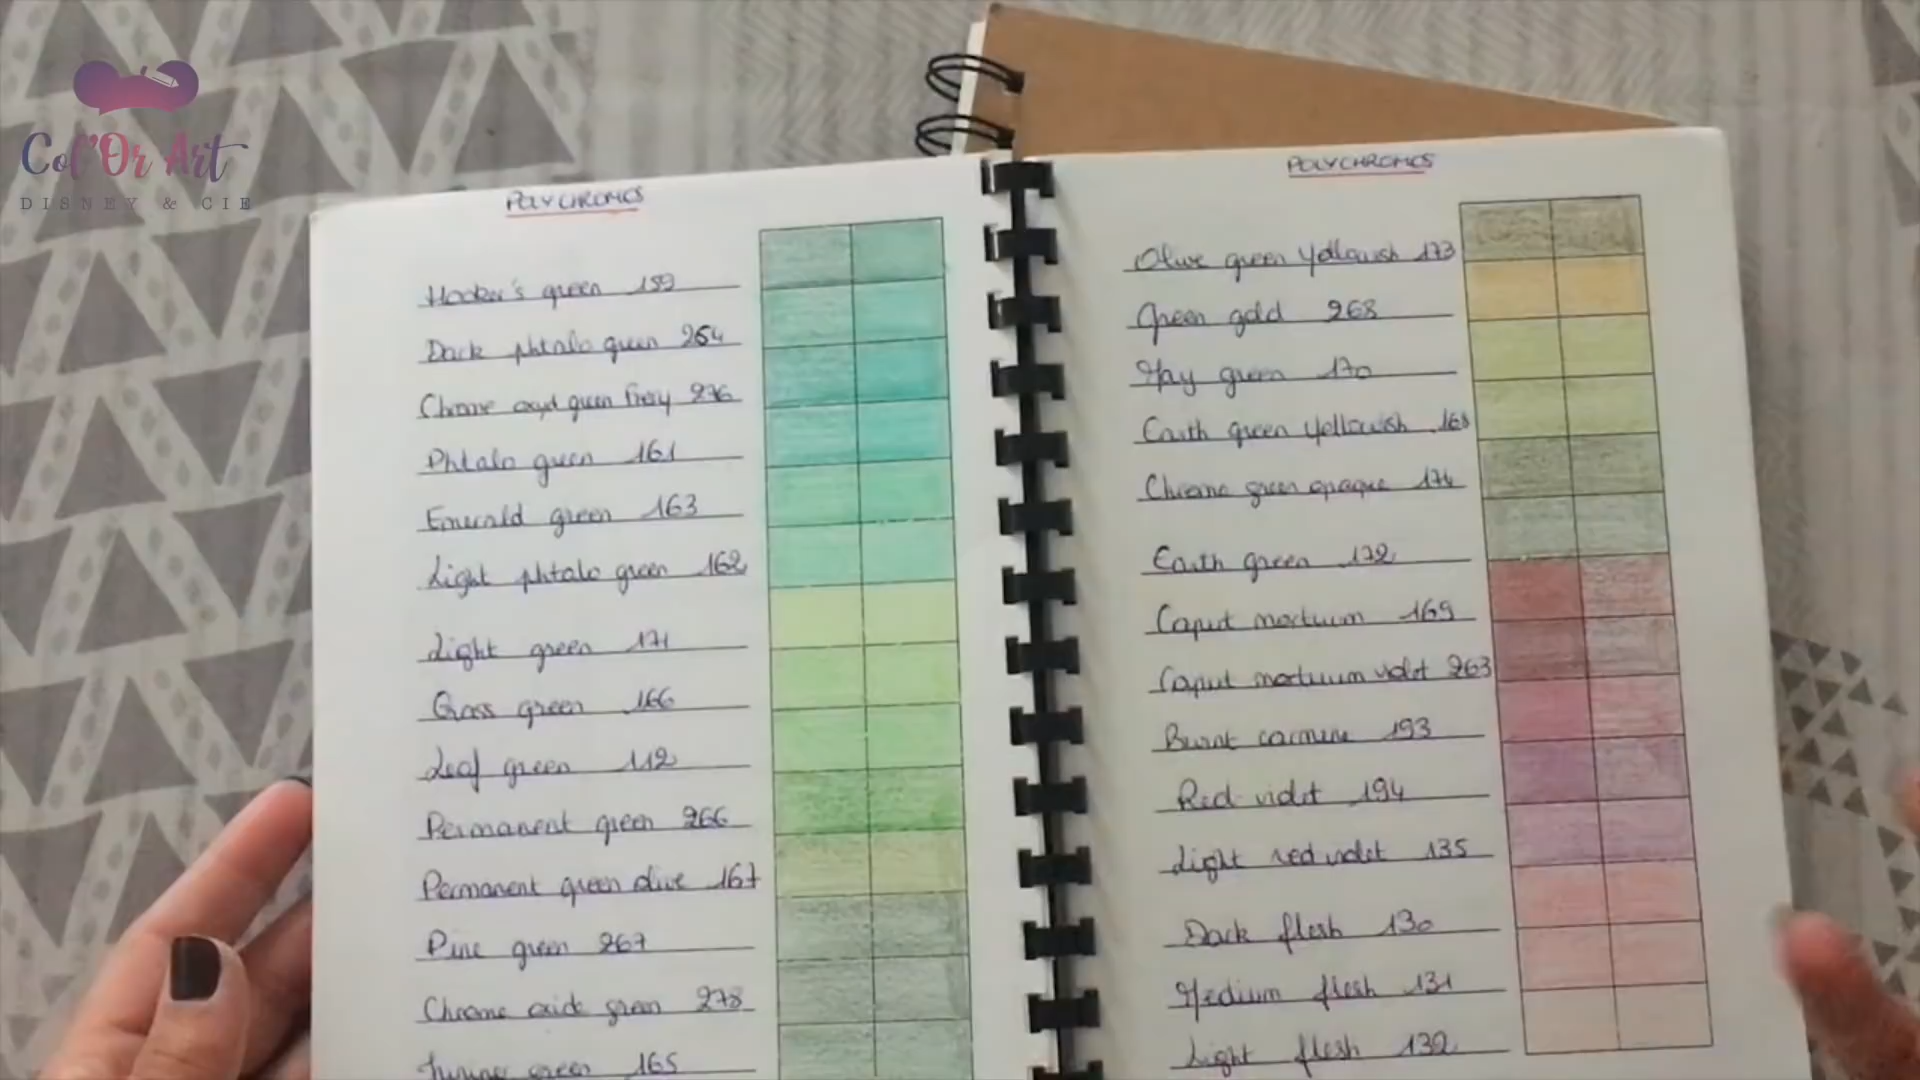 Col'Or Art
DISNEY & CIE
POLYCHROMOS
Hooker's green 159
Dark phtalo green 264
Chrome oxyd green fiery 276
Phtalo green 161
Emerald green 163
Light phtalo green 162
Light green 171
Grass green 166
Leaf green 112
Permanent green 266
Permanent green olive 167
Pine green 267
Chrome oxide green 278
green 165
POLYCHROMOS
Olive green yellowish 173
Green gold 268
May green 170
Earth green yellowish 168
Chrome green opaque 174
Earth green 172
Caput mortuum 169
Caput mortuum violet 263
Burnt carmine 193
Red violet 194
Light red violet 135
Dark flesh 130
Medium flesh 131
Light flesh 132